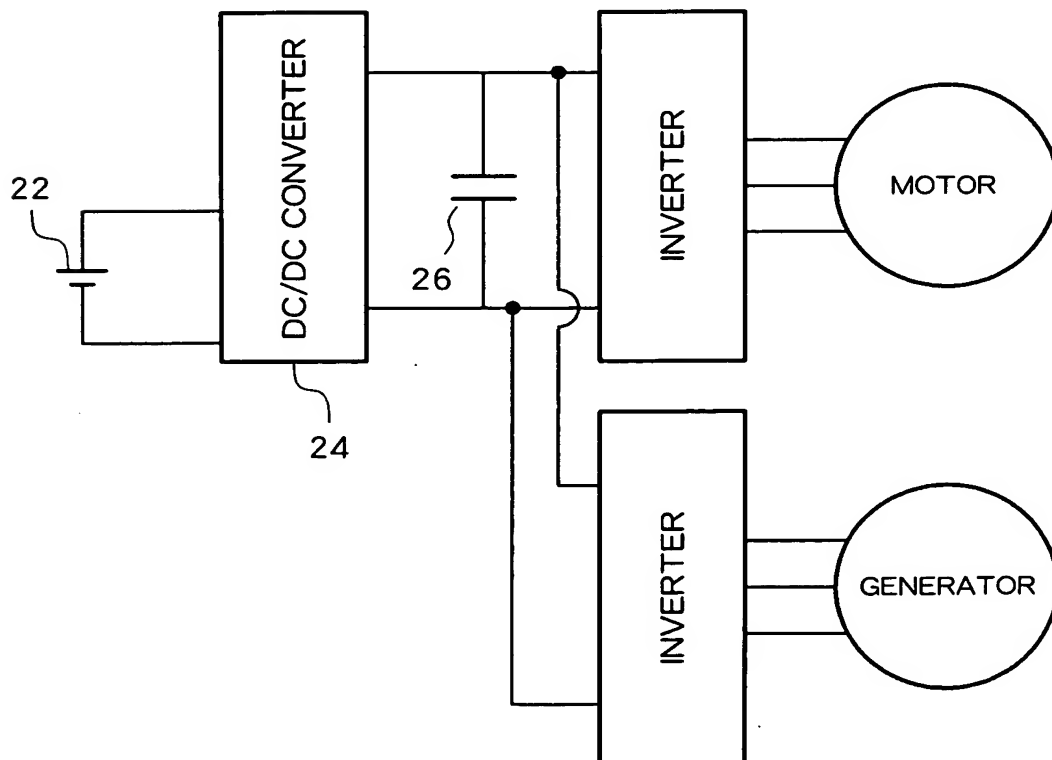 DC/DC CONVERTER
INVERTER
MOTOR
22
26
24
INVERTER
GENERATOR